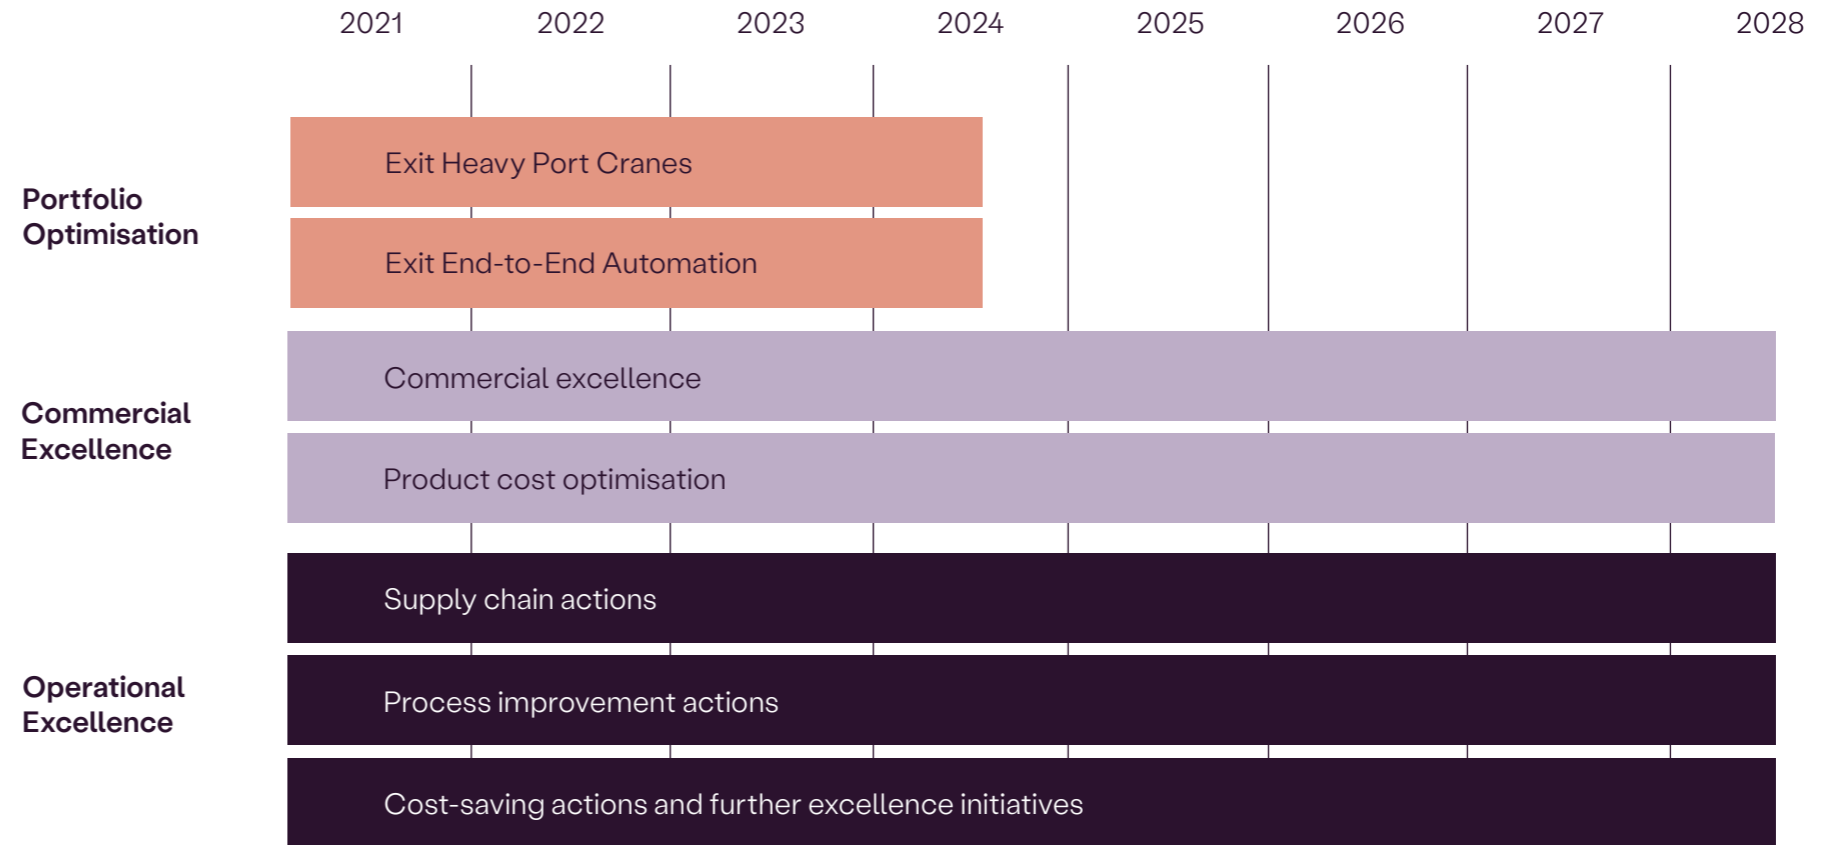 2021 2022 2023 2024 2025 2026 2027 2028
Portfolio
Optimisation
Exit Heavy Port Cranes
Exit End-to-End Automation
Commercial
Excellence
Commercial excellence
Product cost optimisation
Operational
Excellence
Supply chain actions
Process improvement actions
Cost-saving actions and further excellence initiatives